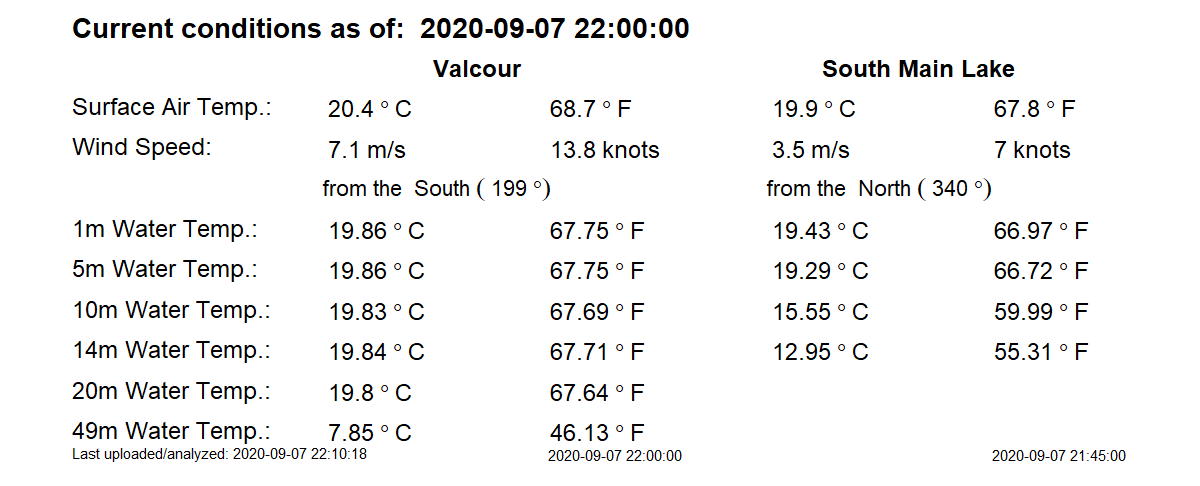 Current conditions as of: 2020-09-07 22:00:00
Valcour South Main Lake
Surface Air Temp.: 20.4 ° C 68.7 ° F 19.9 ° C 67.8 ° F
Wind Speed: 7.1 m/s 13.8 knots 3.5 m/s 7 knots
from the South ( 199 °) from the North ( 340 °)
1m Water Temp.: 19.86 ° C 67.75 ° F 19.43 ° C 66.97 ° F
5m Water Temp.: 19.86 ° C 67.75 ° F 19.29 ° C 66.72 ° F
10m Water Temp.: 19.83 ° C 67.69 ° F 15.55 ° C 59.99 ° F
14m Water Temp.: 19.84 ° C 67.71 ° F 12.95 ° C 55.31 ° F
20m Water Temp.: 19.8 ° C 67.64 ° F
49m Water Temp.: 7.85 ° C 46.13 ° F
Last uploaded/analyzed: 2020-09-07 22:10:18 2020-09-07 22:00:00 2020-09-07 21:45:00